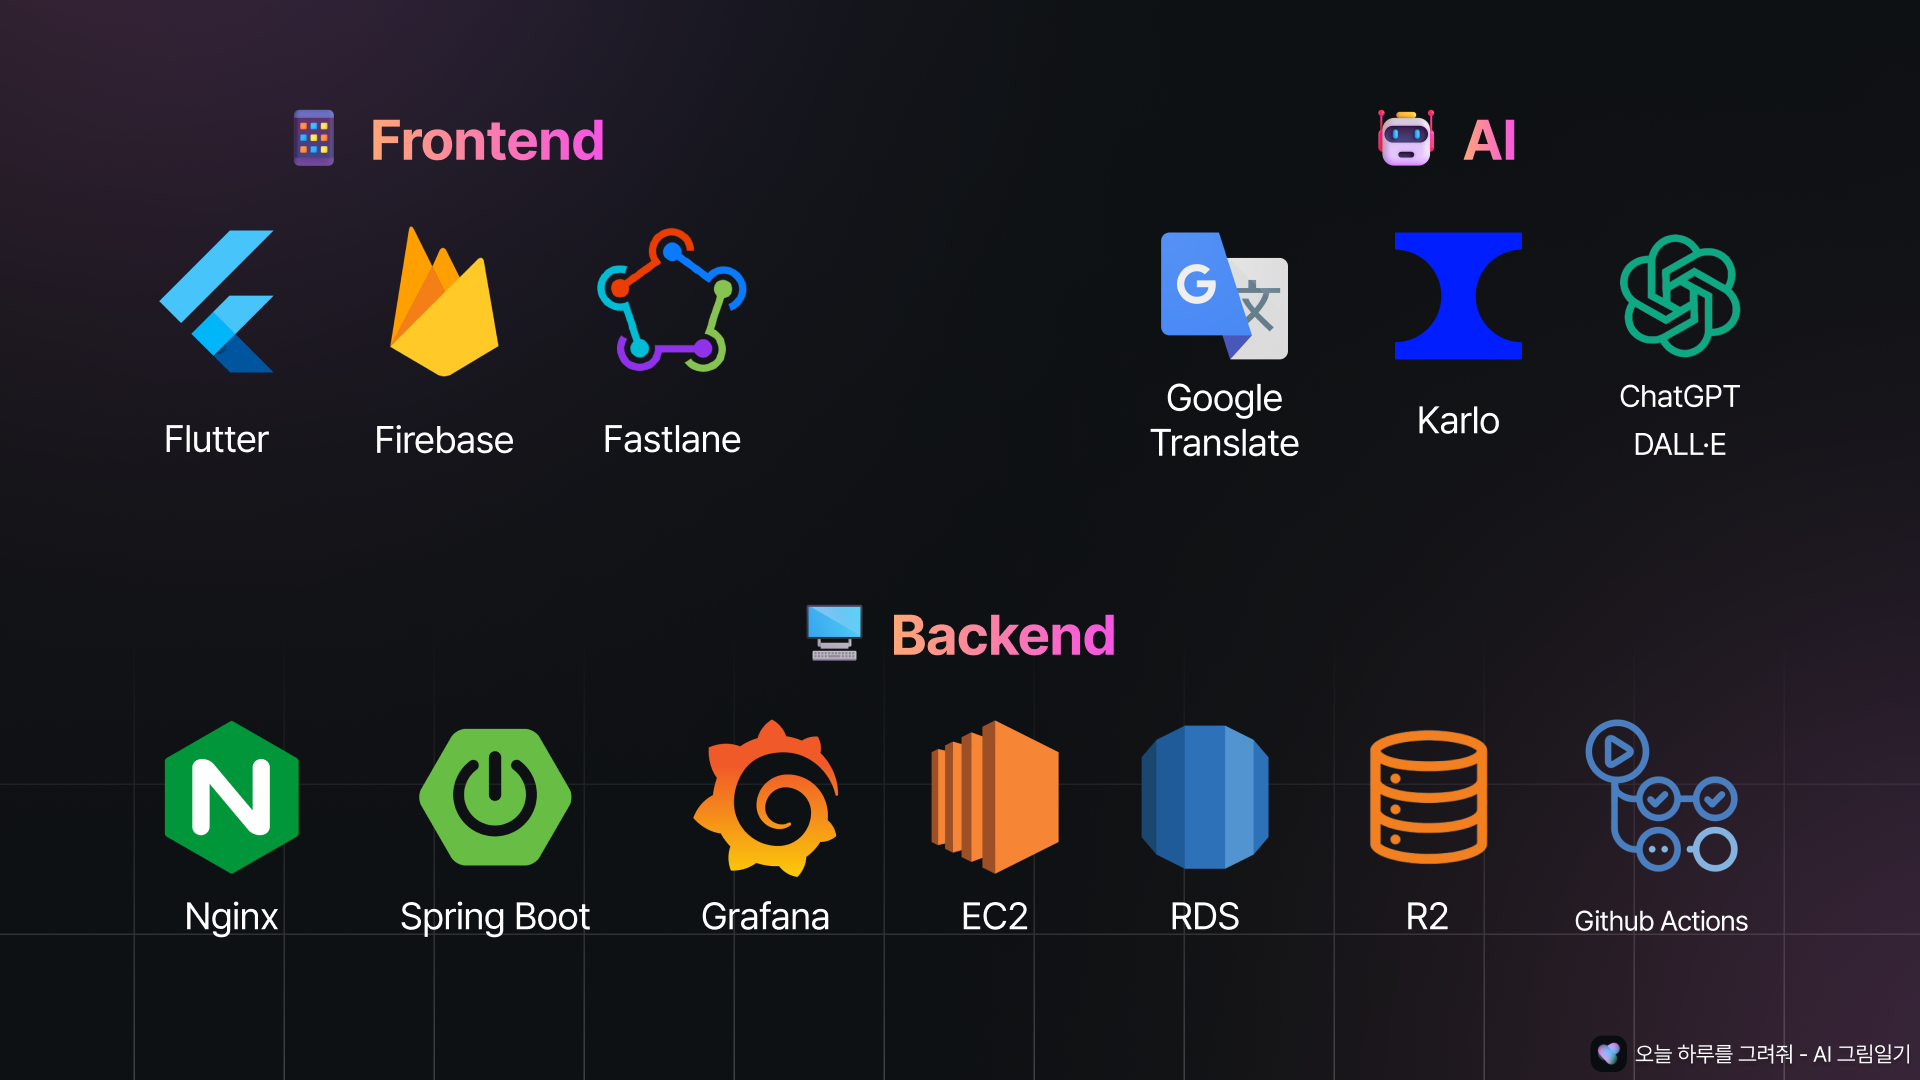 Frontend
Flutter
Firebase
Fastlane
AI
Google
Translate
Karlo
ChatGPT
DALL·E
Backend
Nginx
Spring Boot
Grafana
EC2
RDS
R2
Github Actions
오늘 하루를 그려줘 - AI 그림일기